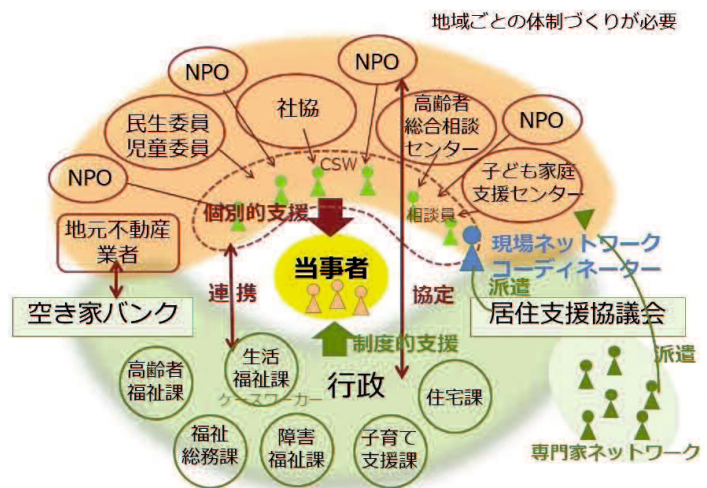 地域ごとの体制づくりが必要
NPO
NPO
社協
高齢者
総合相談
センター
NPO
民生委員
児童委員
CSW
子ども家庭
支援センター
NPO
相談員
個別的支援
地元不動産
業者
現場ネットワーク
コーディネーター
当事者
連携
協定
派遣
空き家バンク
居住支援協議会
制度的支援
派遣
高齢者
福祉課
生活
福祉課
ケースワーカー
行政
住宅課
福祉
総務課
障害
福祉課
子育て
支援課
専門家ネットワーク